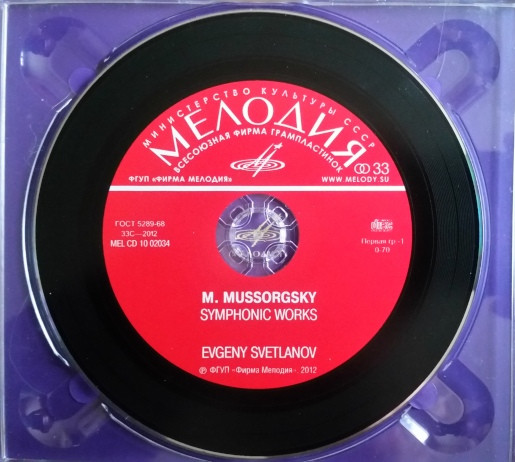 МИНИСТЕРСТВО КУЛЬТУРЫ СССР
МЕЛОДИЯ
ВСЕСОЮЗНАЯ ФИРМА ГРАМПЛАСТИНОК
33
ФГУП «ФИРМА МЕЛОДИЯ»
WWW.MELODY.SU
ГОСТ 5289-68
33С—2012
MEL CD 10 02034
Первая гр.-1
0-70
M. MUSSORGSKY
SYMPHONIC WORKS
EVGENY SVETLANOV
℗ ФГУП «Фирма Мелодия», 2012